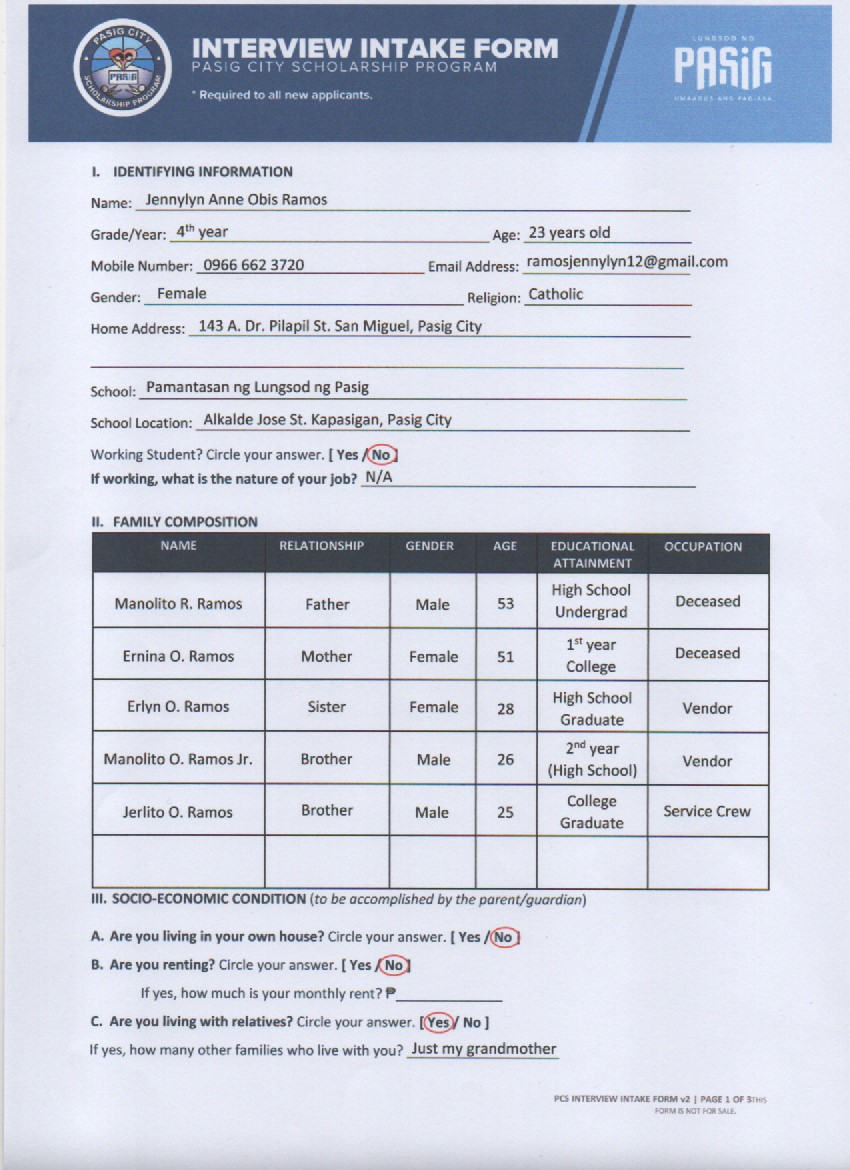 PASIG CITY
PASIG
SCHOLARSHIP PROGRAM
INTERVIEW INTAKE FORM
PASIG CITY SCHOLARSHIP PROGRAM
* Required to all new applicants.
LUNGSOD NG
PASiG
UMAAGOS ANG PAG-ASA
I. IDENTIFYING INFORMATION
Name: Jennylyn Anne Obis Ramos
Grade/Year: 4th year Age: 23 years old
Mobile Number: 0966 662 3720 Email Address: ramosjennylyn12@gmail.com
Gender: Female Religion: Catholic
Home Address: 143 A. Dr. Pilapil St. San Miguel, Pasig City
School: Pamantasan ng Lungsod ng Pasig
School Location: Alkalde Jose St. Kapasigan, Pasig City
Working Student? Circle your answer. [ Yes / No ]
If working, what is the nature of your job? N/A
II. FAMILY COMPOSITION
NAME RELATIONSHIP GENDER AGE EDUCATIONAL ATTAINMENT OCCUPATION
Manolito R. Ramos Father Male 53 High School Undergrad Deceased
Ernina O. Ramos Mother Female 51 1st year College Deceased
Erlyn O. Ramos Sister Female 28 High School Graduate Vendor
Manolito O. Ramos Jr. Brother Male 26 2nd year (High School) Vendor
Jerlito O. Ramos Brother Male 25 College Graduate Service Crew
III. SOCIO-ECONOMIC CONDITION (to be accomplished by the parent/guardian)
A. Are you living in your own house? Circle your answer. [ Yes / No ]
B. Are you renting? Circle your answer. [ Yes / No ]
If yes, how much is your monthly rent? ₱
C. Are you living with relatives? Circle your answer. [ Yes / No ]
If yes, how many other families who live with you? Just my grandmother
PCS INTERVIEW INTAKE FORM v2 | PAGE 1 OF 3THIS
FORM IS NOT FOR SALE.